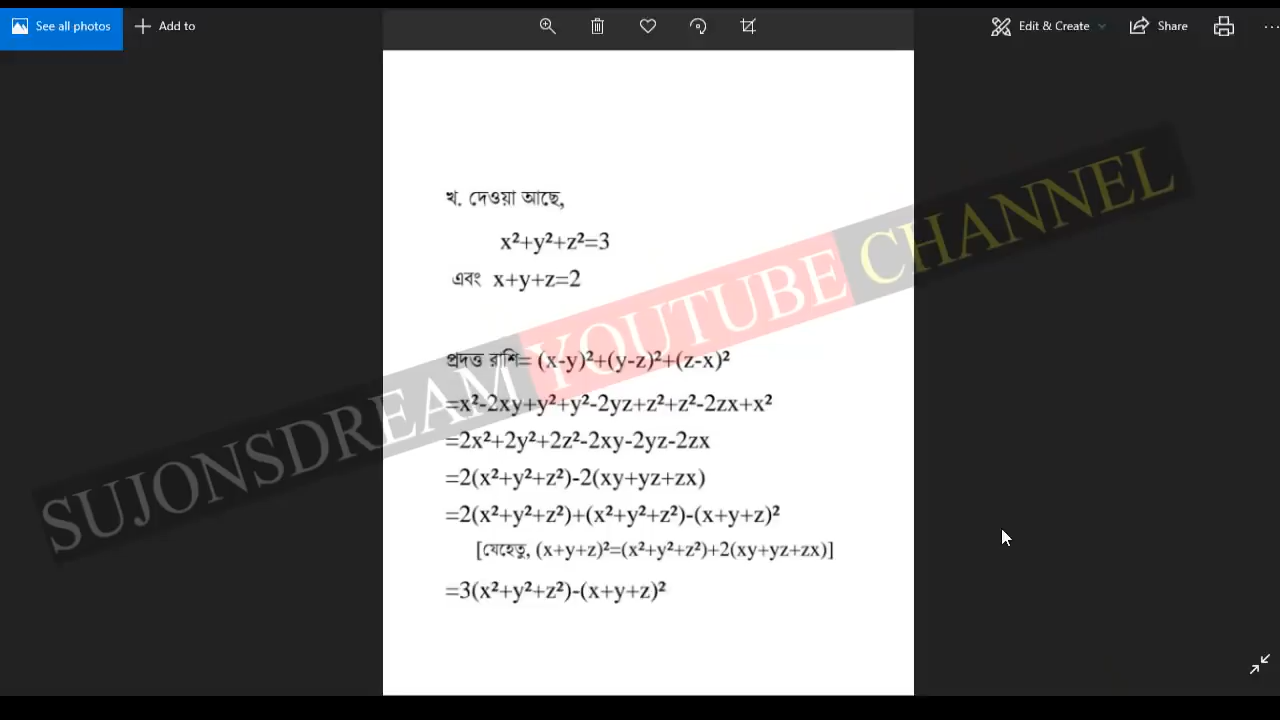 See all photos
Add to
Edit & Create
Share
খ. দেওয়া আছে,
x²+y²+z²=3
এবং x+y+z=2
প্রদত্ত রাশি= (x-y)²+(y-z)²+(z-x)²
=x²-2xy+y²+y²-2yz+z²+z²-2zx+x²
=2x²+2y²+2z²-2xy-2yz-2zx
=2(x²+y²+z²)-2(xy+yz+zx)
=2(x²+y²+z²)+(x²+y²+z²)-(x+y+z)²
[যেহেতু, (x+y+z)²=(x²+y²+z²)+2(xy+yz+zx)]
=3(x²+y²+z²)-(x+y+z)²
SUJONSDREAM YOUTUBE CHANNEL